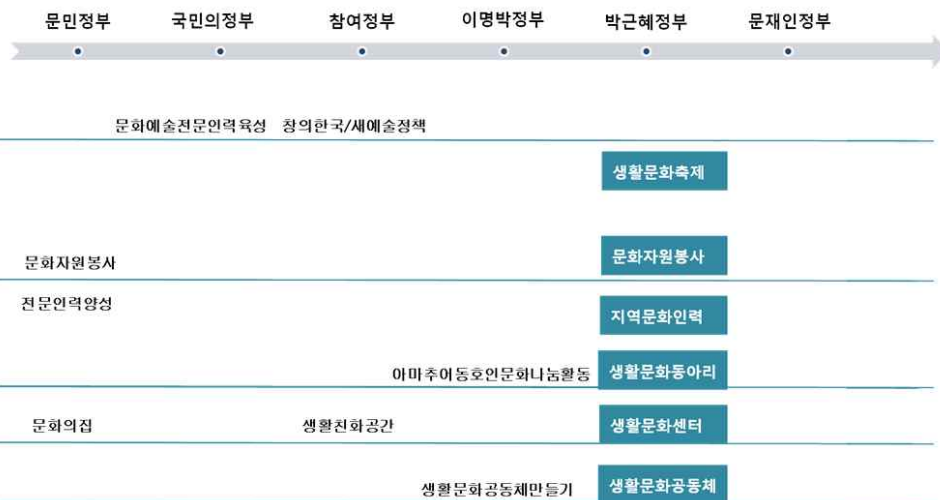 문민정부 국민의정부 참여정부 이명박정부 박근혜정부 문재인정부
문화예술전문인력육성 창의한국/새예술정책
생활문화축제
문화자원봉사 문화자원봉사
전문인력양성 지역문화인력
아마추어동호인문화나눔활동 생활문화동아리
문화의집 생활친화공간 생활문화센터
생활문화공동체만들기 생활문화공동체